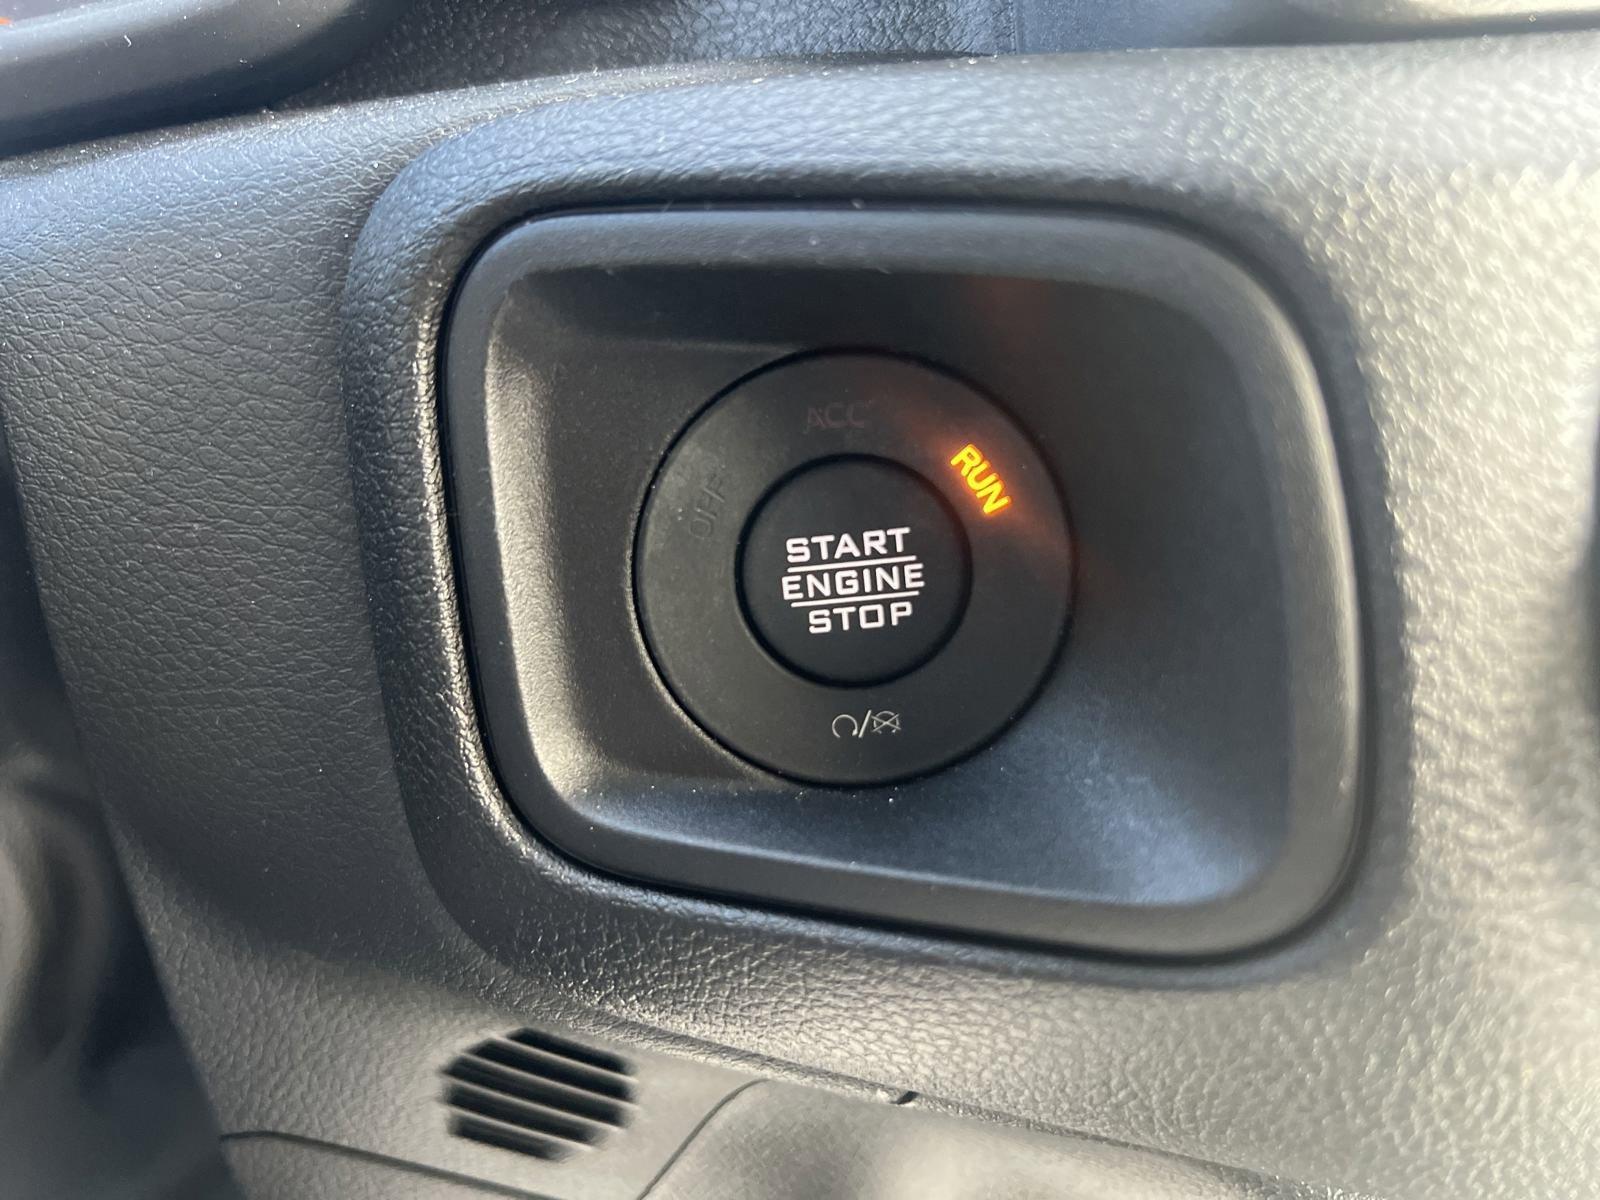 ACC
RUN
OFF
START
ENGINE
STOP